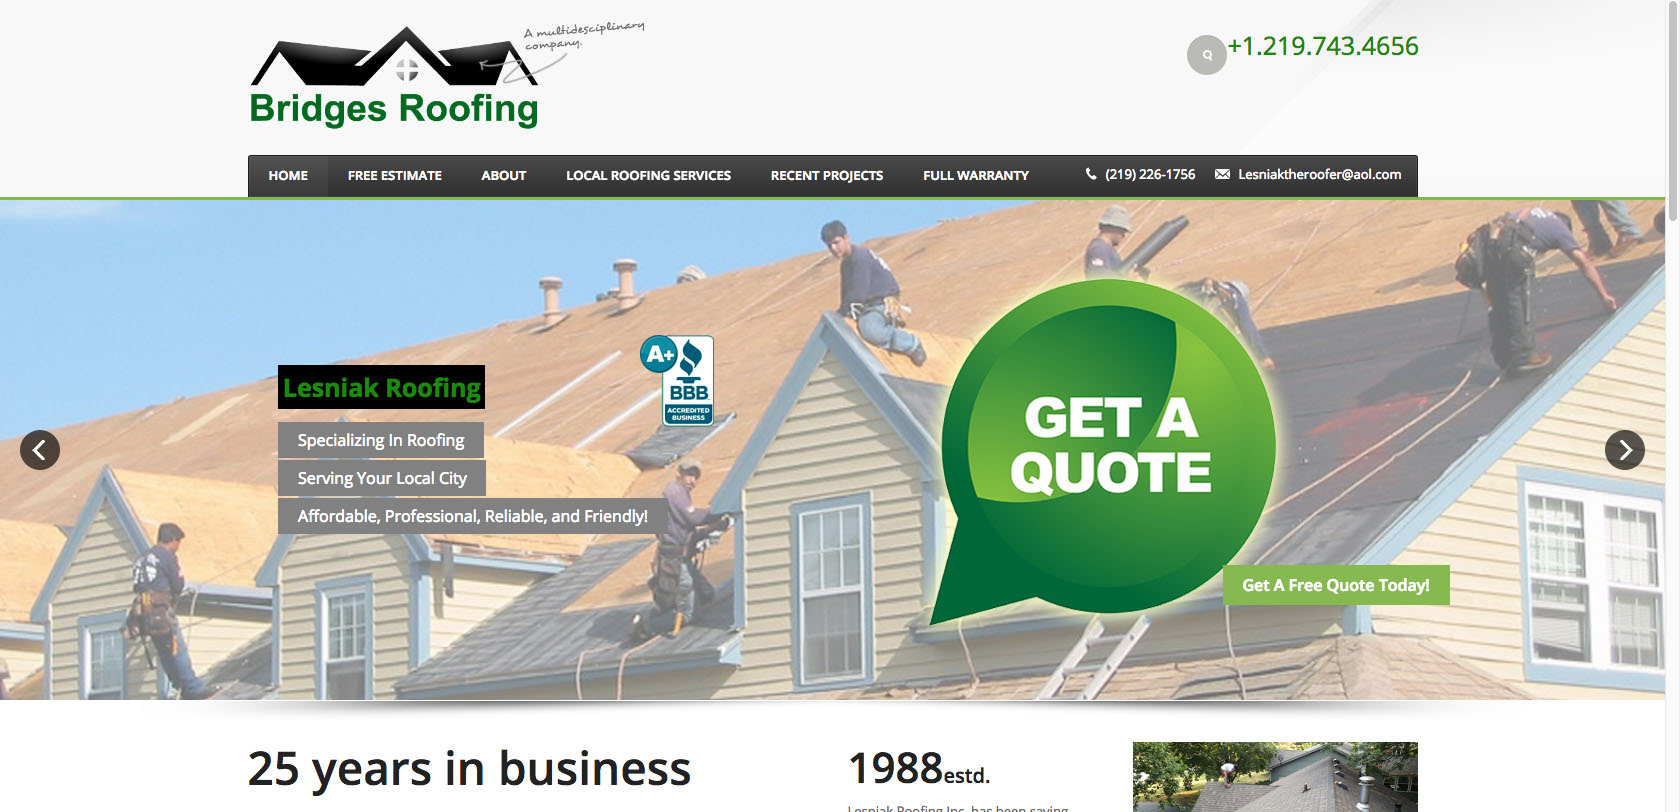 A multidesciplinary
company.
Bridges Roofing
+1.219.743.4656
HOME FREE ESTIMATE ABOUT LOCAL ROOFING SERVICES RECENT PROJECTS FULL WARRANTY (219) 226-1756 Lesniaktheroofer@aol.com
Lesniak Roofing
Specializing In Roofing
Serving Your Local City
Affordable, Professional, Reliable, and Friendly!
A+
BBB
ACCREDITED
BUSINESS
GET A
QUOTE
Get A Free Quote Today!
25 years in business
1988estd.
Lesniak Roofing Inc. has been saving